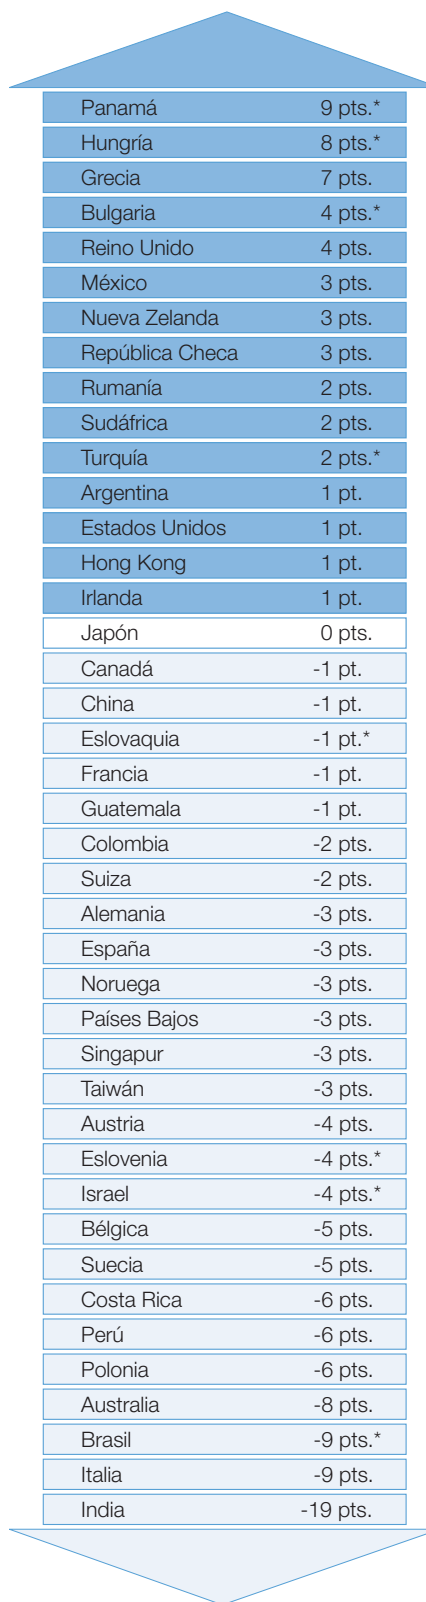 Panamá 9 pts.*
Hungría 8 pts.*
Grecia 7 pts.
Bulgaria 4 pts.*
Reino Unido 4 pts.
México 3 pts.
Nueva Zelanda 3 pts.
República Checa 3 pts.
Rumanía 2 pts.
Sudáfrica 2 pts.
Turquía 2 pts.*
Argentina 1 pt.
Estados Unidos 1 pt.
Hong Kong 1 pt.
Irlanda 1 pt.
Japón 0 pts.
Canadá -1 pt.
China -1 pt.
Eslovaquia -1 pt.*
Francia -1 pt.
Guatemala -1 pt.
Colombia -2 pts.
Suiza -2 pts.
Alemania -3 pts.
España -3 pts.
Noruega -3 pts.
Países Bajos -3 pts.
Singapur -3 pts.
Taiwán -3 pts.
Austria -4 pts.
Eslovenia -4 pts.*
Israel -4 pts.*
Bélgica -5 pts.
Suecia -5 pts.
Costa Rica -6 pts.
Perú -6 pts.
Polonia -6 pts.
Australia -8 pts.
Brasil -9 pts.*
Italia -9 pts.
India -19 pts.